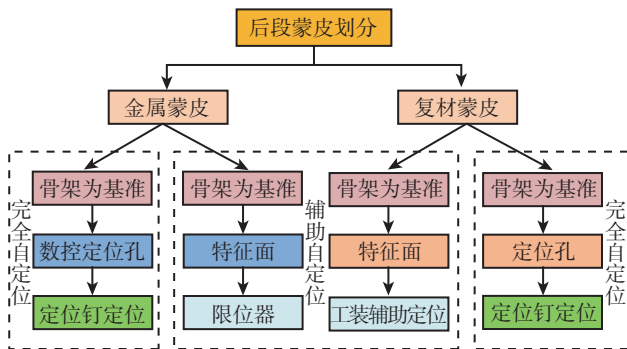 后段蒙皮划分
金属蒙皮
复材蒙皮
完全自定位
骨架为基准
数控定位孔
定位钉定位
骨架为基准
特征面
限位器
辅助自定位
骨架为基准
特征面
工装辅助定位
骨架为基准
定位孔
定位钉定位
完全自定位